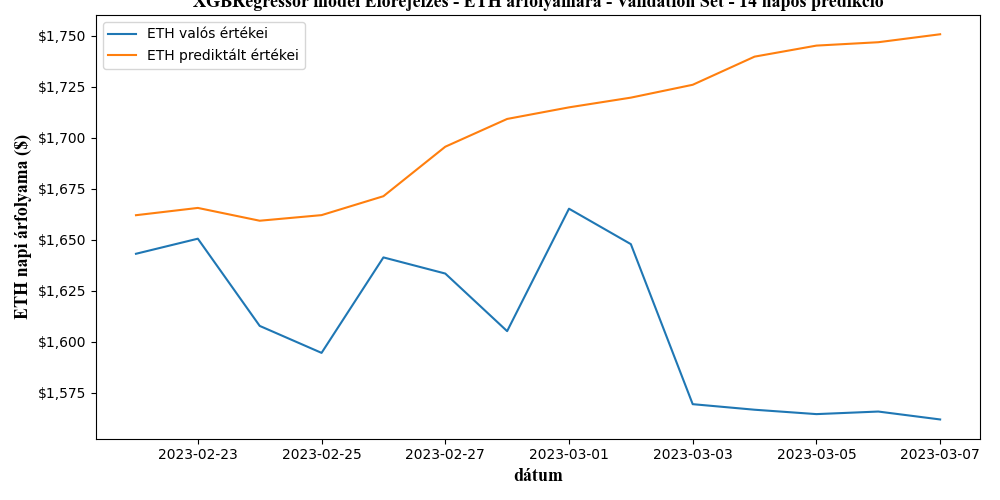 XGBRegressor model Előrejelzés - ETH árfolyamára - Validation Set - 14 napos predikció
ETH valós értékei
ETH prediktált értékei
$1,750
$1,725
$1,700
$1,675
$1,650
$1,625
$1,600
$1,575
ETH napi árfolyama ($)
2023-02-23 2023-02-25 2023-02-27 2023-03-01 2023-03-03 2023-03-05 2023-03-07
dátum